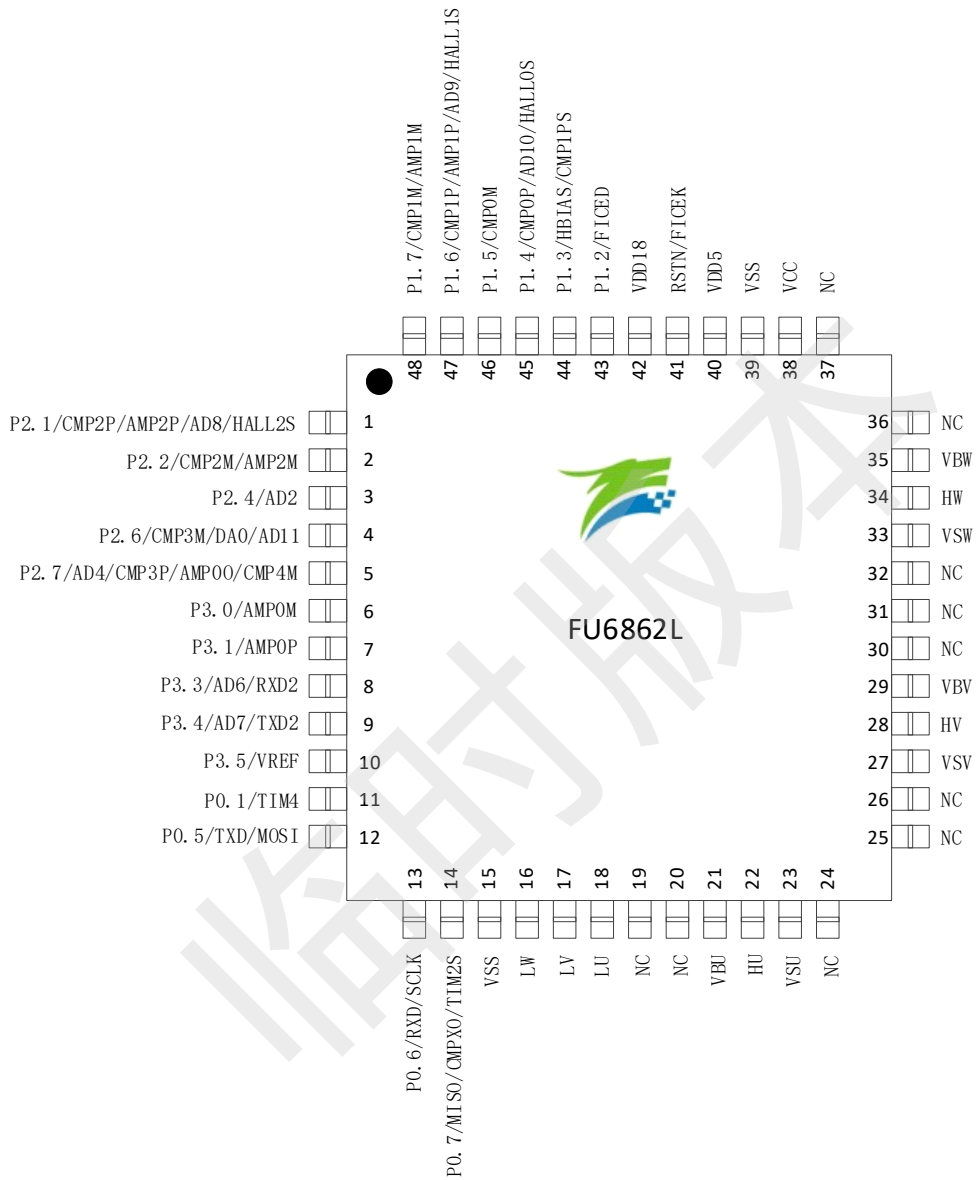 P1.7/CMP1M/AMP1M
P1.6/CMP1P/AMP1P/AD9/HALL1S
P1.5/CMP0M
P1.4/CMP0P/AD10/HALL0S
P1.3/HBIAS/CMP1PS
P1.2/FICED
VDD18
RSTN/FICEK
VDD5
VSS
VCC
NC
48
47
46
45
44
43
42
41
40
39
38
37
P2.1/CMP2P/AMP2P/AD8/HALL2S
1
P2.2/CMP2M/AMP2M
2
P2.4/AD2
3
P2.6/CMP3M/DA0/AD11
4
P2.7/AD4/CMP3P/AMP0O/CMP4M
5
P3.0/AMP0M
6
P3.1/AMP0P
7
P3.3/AD6/RXD2
8
P3.4/AD7/TXD2
9
P3.5/VREF
10
P0.1/TIM4
11
P0.5/TXD/MOSI
12
FU6862L
36
NC
35
VBW
34
HW
33
VSW
32
NC
31
NC
30
NC
29
VBV
28
HV
27
VSV
26
NC
25
NC
13
14
15
16
17
18
19
20
21
22
23
24
P0.6/RXD/SCLK
P0.7/MISO/CMPXO/TIM2S
VSS
LW
LV
LU
NC
NC
VBU
HU
VSU
NC
临时版本